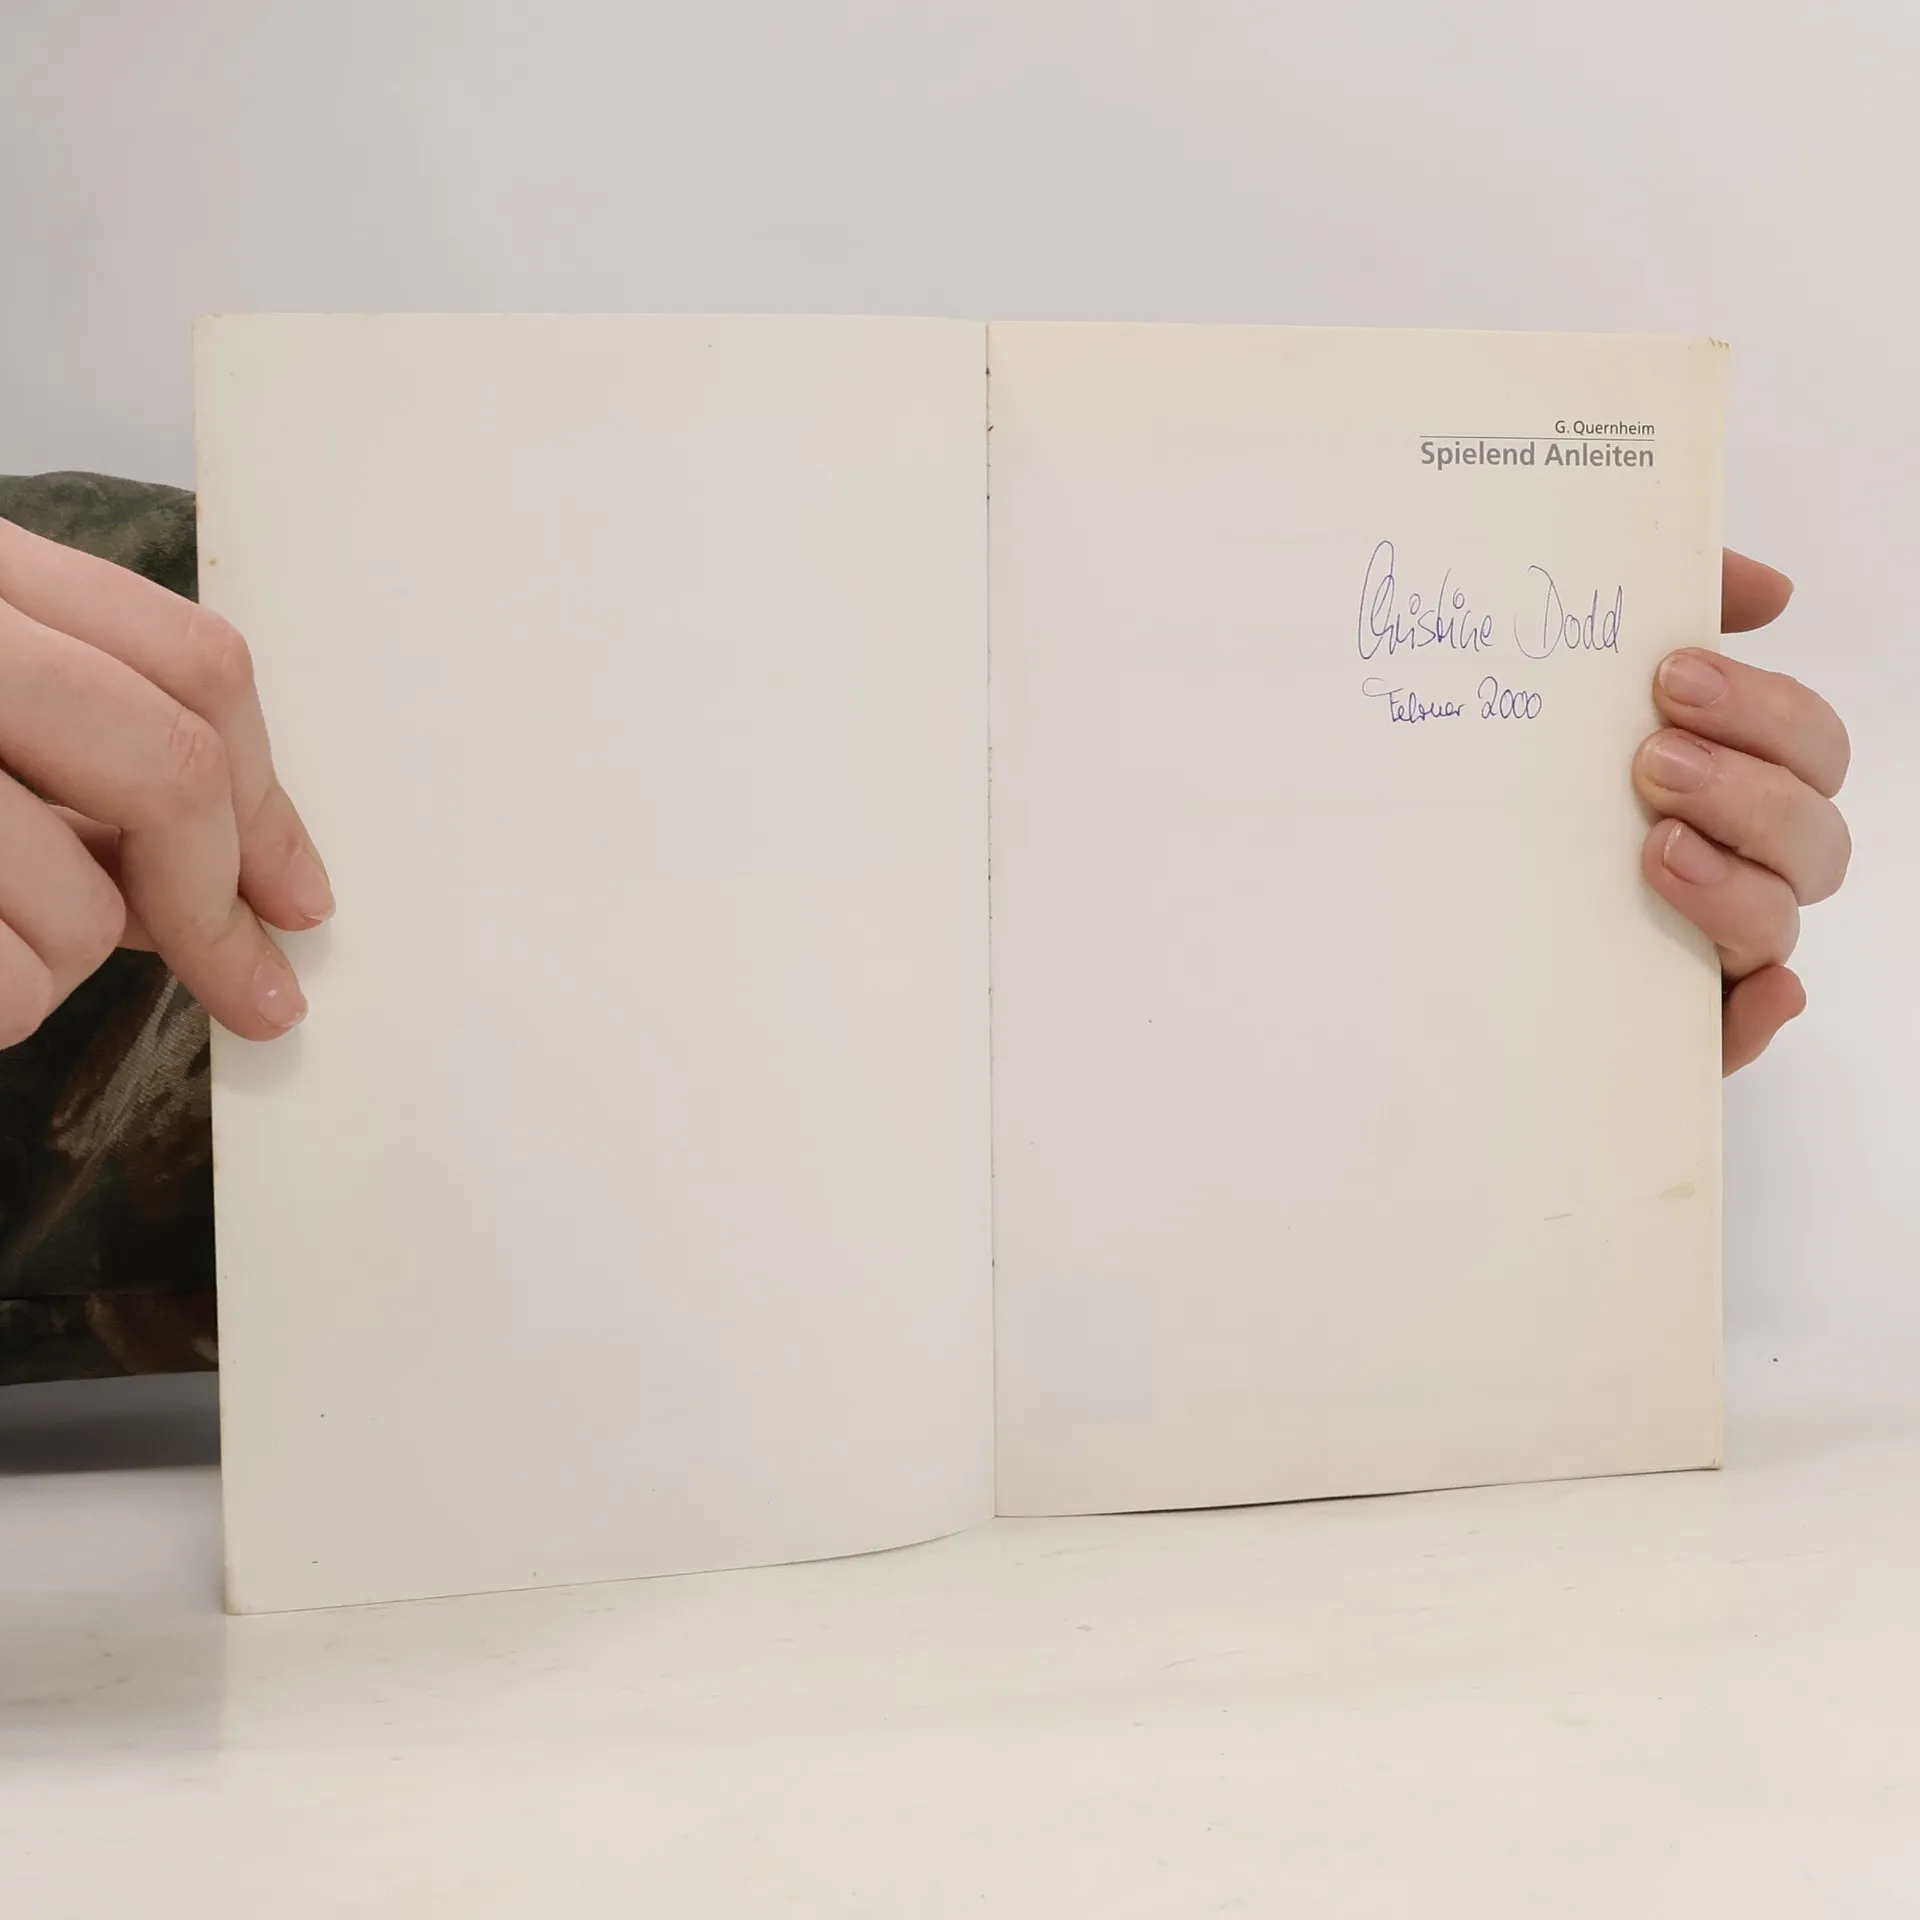 G. Quernheim
Spielend Anleiten
Christine Dodd
Februar 2000